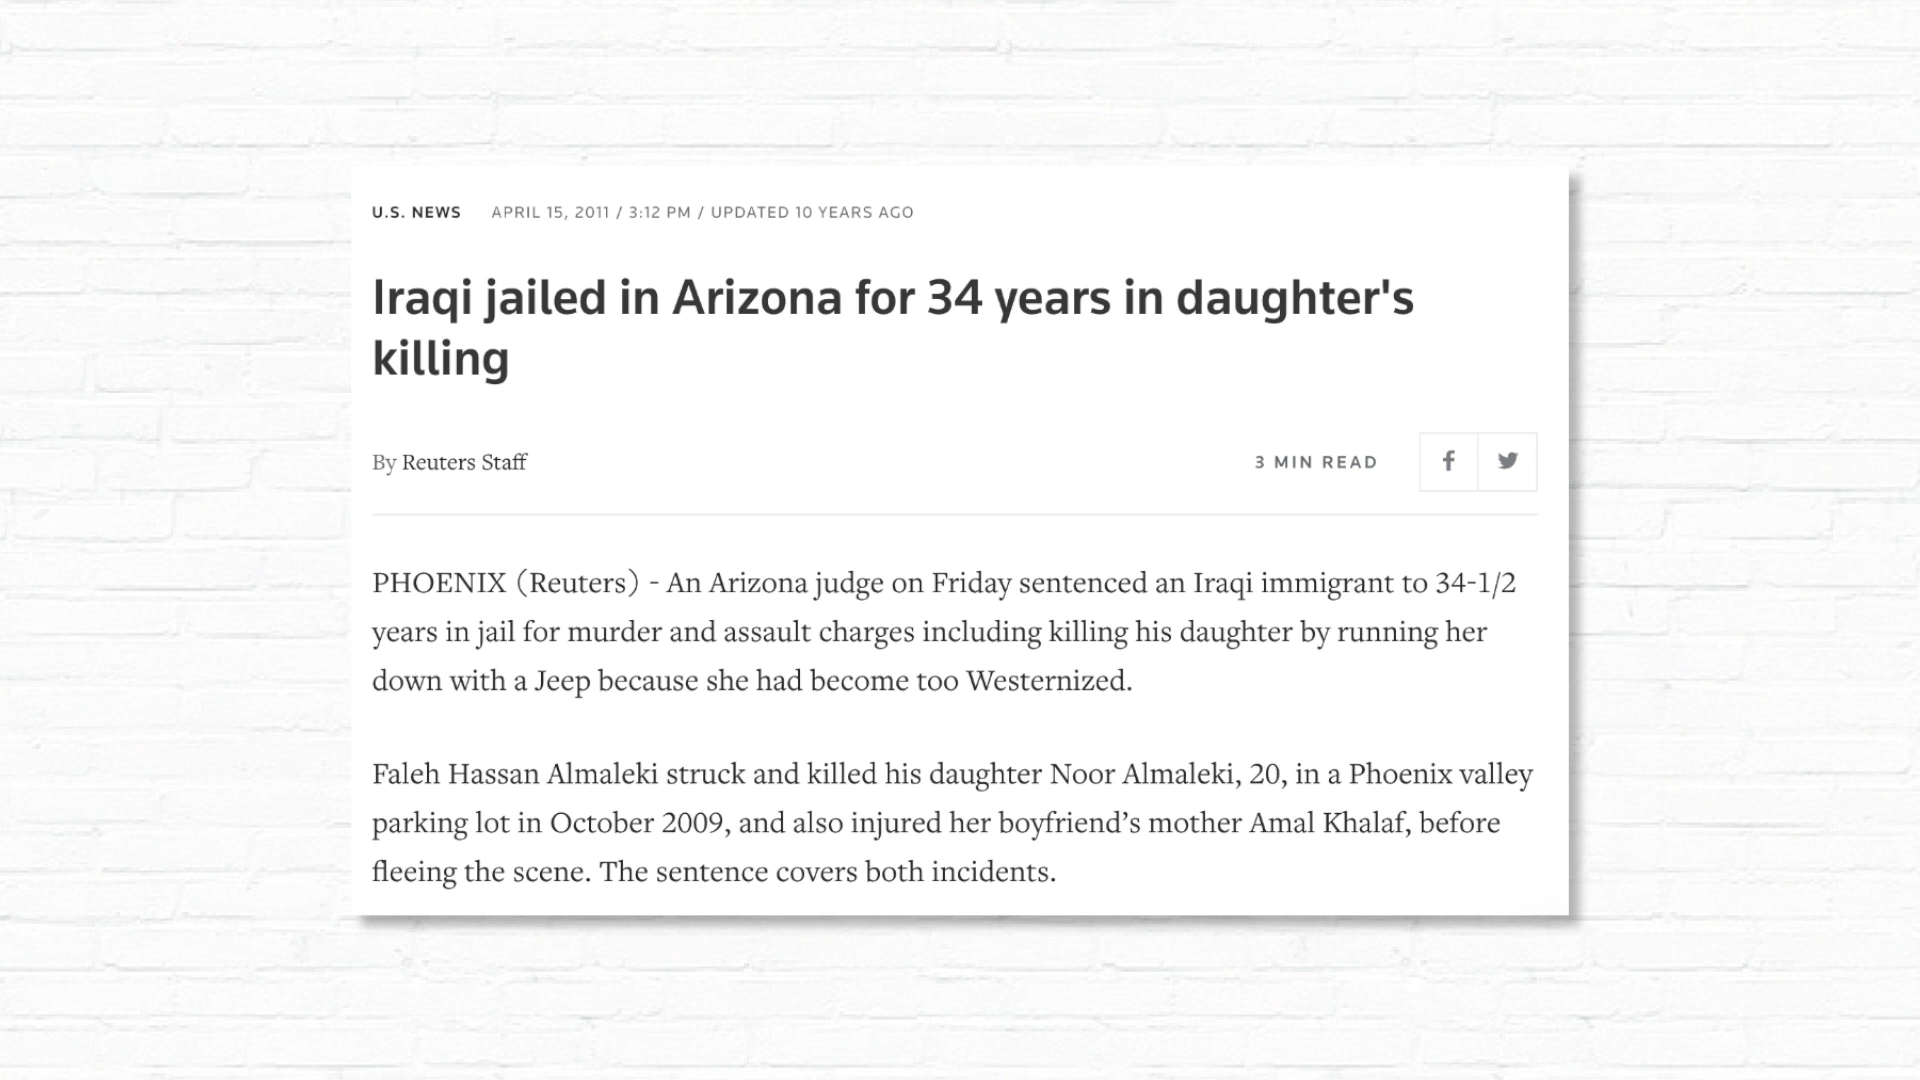 U.S. NEWS APRIL 15, 2011 / 3:12 PM / UPDATED 10 YEARS AGO
Iraqi jailed in Arizona for 34 years in daughter's
killing
By Reuters Staff 3 MIN READ
PHOENIX (Reuters) - An Arizona judge on Friday sentenced an Iraqi immigrant to 34-1/2
years in jail for murder and assault charges including killing his daughter by running her
down with a Jeep because she had become too Westernized.
Faleh Hassan Almaleki struck and killed his daughter Noor Almaleki, 20, in a Phoenix valley
parking lot in October 2009, and also injured her boyfriend’s mother Amal Khalaf, before
fleeing the scene. The sentence covers both incidents.